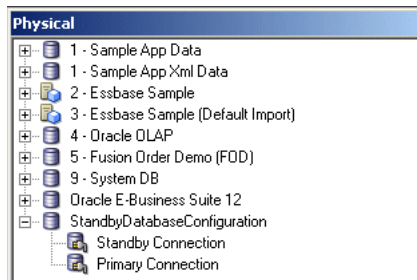 Physical
1 - Sample App Data
1 - Sample App Xml Data
2 - Essbase Sample
3 - Essbase Sample (Default Import)
4 - Oracle OLAP
5 - Fusion Order Demo (FOD)
9 - System DB
Oracle E-Business Suite 12
StandbyDatabaseConfiguration
Standby Connection
Primary Connection